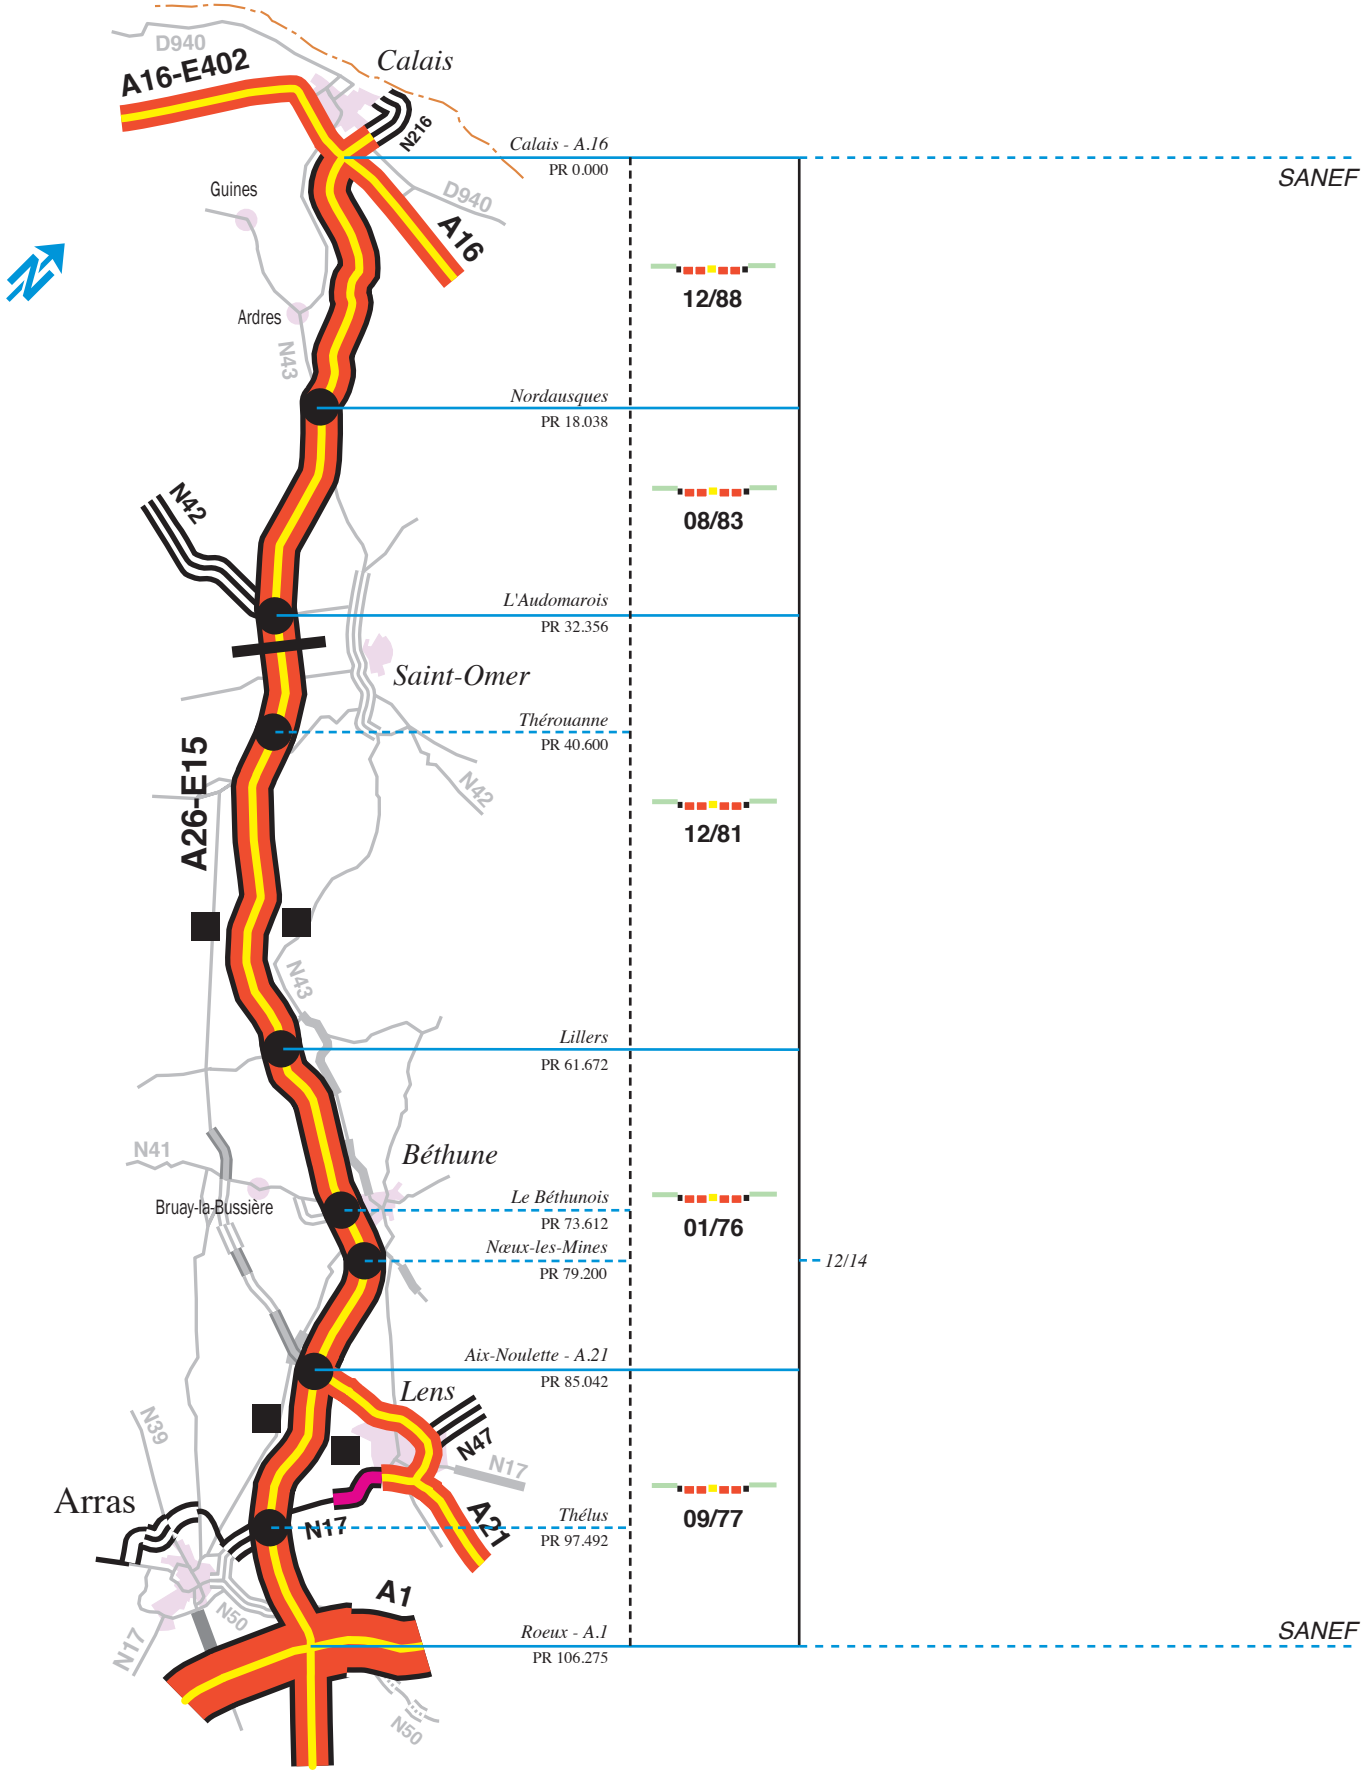 D940
Calais
A16-E402
N216
Calais - A.16
PR 0.000
SANEF
Guines
D940
A16
N
12/88
Ardres
N43
Nordausques
PR 18.038
N42
08/83
L'Audomarois
PR 32.356
Saint-Omer
Thérouanne
PR 40.600
A26-E15
N42
12/81
N43
Lillers
PR 61.672
N41
Béthune
Bruay-la-Bussière
Le Béthunois
PR 73.612
01/76
Nœux-les-Mines
PR 79.200
12/14
Aix-Noulette - A.21
PR 85.042
Lens
N39
N47
N17
Arras
N17
A21
Thélus
PR 97.492
09/77
A1
N50
N17
Roeux - A.1
PR 106.275
SANEF
N50